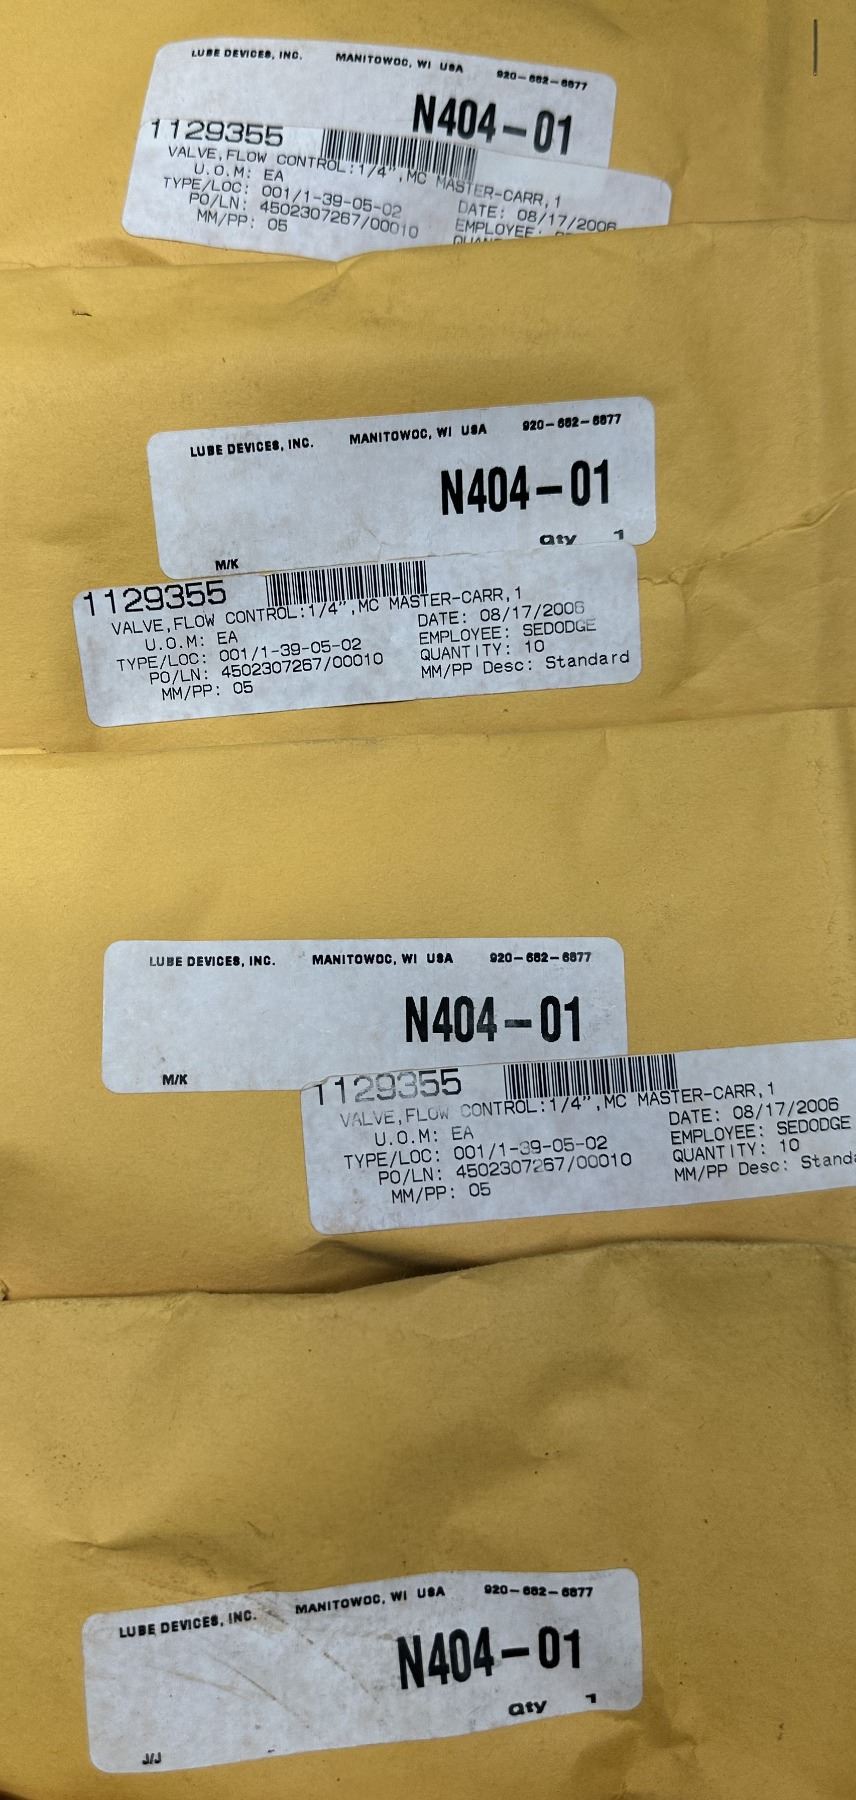 LUBE DEVICES, INC. MANITOWOC, WI USA 920-682-6877
N404-01
1129355
VALVE,FLOW CONTROL:1/4",MC MASTER-CARR,1
U.O.M: EA DATE: 08/17/2006
TYPE/LOC: 001/1-39-05-02 EMPLOYEE:
PO/LN: 4502307267/00010
MM/PP: 05
LUBE DEVICES, INC. MANITOWOC, WI USA 920-682-6877
N404-01
Qty 1
M/K
1129355
VALVE,FLOW CONTROL:1/4",MC MASTER-CARR,1
U.O.M: EA DATE: 08/17/2006
TYPE/LOC: 001/1-39-05-02 EMPLOYEE: SEDODGE
PO/LN: 4502307267/00010 QUANTITY: 10
MM/PP: 05 MM/PP Desc: Standard
LUBE DEVICES, INC. MANITOWOC, WI USA 920-682-6877
N404-01
M/K
1129355
VALVE,FLOW CONTROL:1/4",MC MASTER-CARR,1
U.O.M: EA DATE: 08/17/2006
TYPE/LOC: 001/1-39-05-02 EMPLOYEE: SEDODGE
PO/LN: 4502307267/00010 QUANTITY: 10
MM/PP: 05 MM/PP Desc: Standa
LUBE DEVICES, INC. MANITOWOC, WI USA 920-682-6877
N404-01
Qty 1
J/J